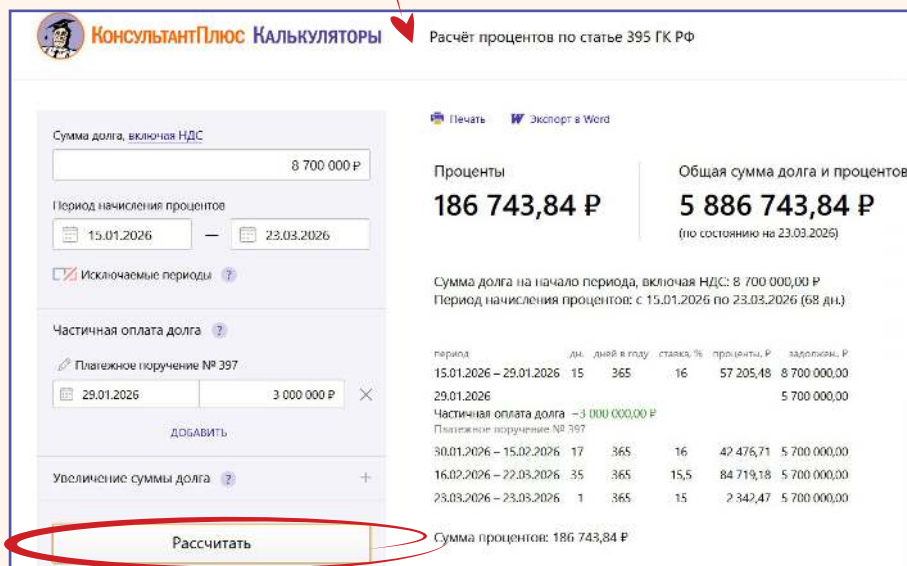 КонсультантПлюс Калькуляторы
Расчёт процентов по статье 395 ГК РФ
Сумма долга, включая НДС
8 700 000 ₽
Период начисления процентов
15.01.2026 — 23.03.2026
Исключаемые периоды ?
Частичная оплата долга ?
Платежное поручение № 397
29.01.2026 3 000 000 ₽ ×
ДОБАВИТЬ
Увеличение суммы долга ? +
Рассчитать
Печать W Экспорт в Word
Проценты
186 743,84 ₽
Общая сумма долга и процентов
5 886 743,84 ₽
(по состоянию на 23.03.2026)
Сумма долга на начало периода, включая НДС: 8 700 000,00 ₽
Период начисления процентов: с 15.01.2026 по 23.03.2026 (68 дн.)
период дн. дней в году ставка, % проценты, ₽ задолжен., ₽
15.01.2026 – 29.01.2026 15 365 16 57 205,48 8 700 000,00
29.01.2026 5 700 000,00
Частичная оплата долга −3 000 000,00 ₽
Платежное поручение № 397
30.01.2026 – 15.02.2026 17 365 16 42 476,71 5 700 000,00
16.02.2026 – 22.03.2026 35 365 15,5 84 719,18 5 700 000,00
23.03.2026 – 23.03.2026 1 365 15 2 342,47 5 700 000,00
Сумма процентов: 186 743,84 ₽